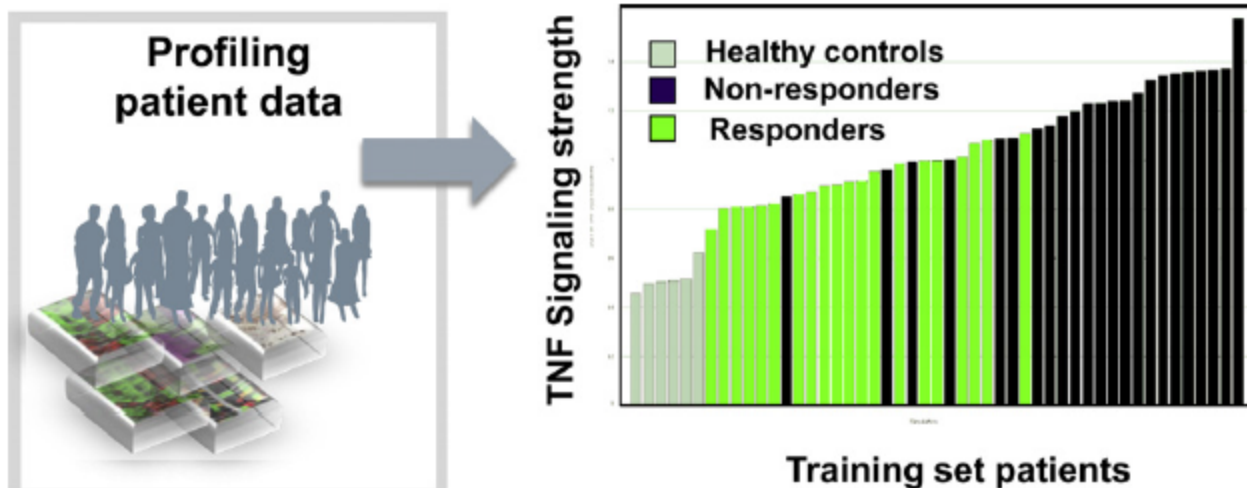 Profiling
patient data
TNF Signaling strength
Healthy controls
Non-responders
Responders
Training set patients